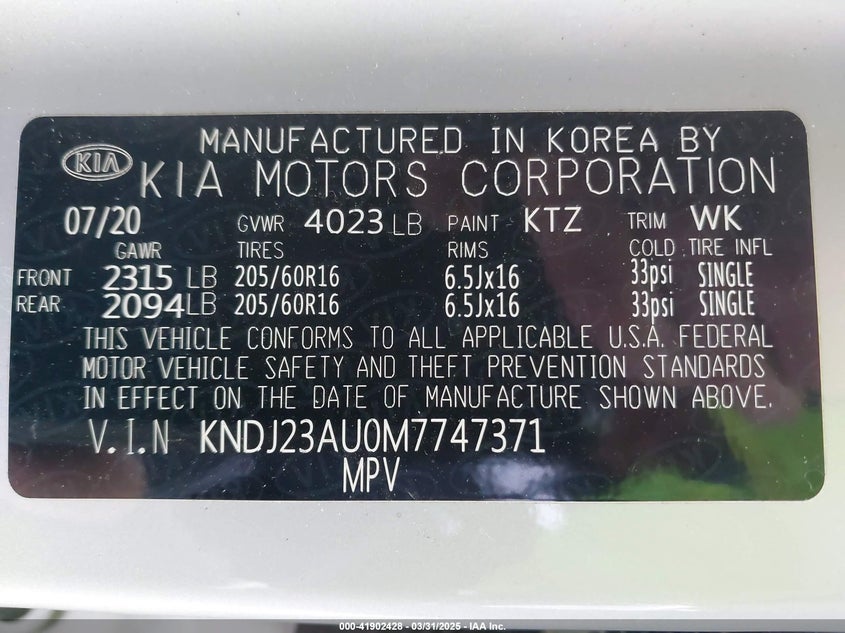 MANUFACTURED IN KOREA BY
KIA KIA MOTORS CORPORATION
07/20 GVWR 4023 LB PAINT KTZ TRIM WK
GAWR TIRES RIMS COLD TIRE INFL
FRONT 2315 LB 205/60R16 6.5Jx16 33psi SINGLE
REAR 2094 LB 205/60R16 6.5Jx16 33psi SINGLE
THIS VEHICLE CONFORMS TO ALL APPLICABLE U.S.A. FEDERAL
MOTOR VEHICLE SAFETY AND THEFT PREVENTION STANDARDS
IN EFFECT ON THE DATE OF MANUFACTURE SHOWN ABOVE.
V.I.N KNDJ23AU0M7747371
MPV
000-41902428 - 03/31/2025 - IAA Inc.